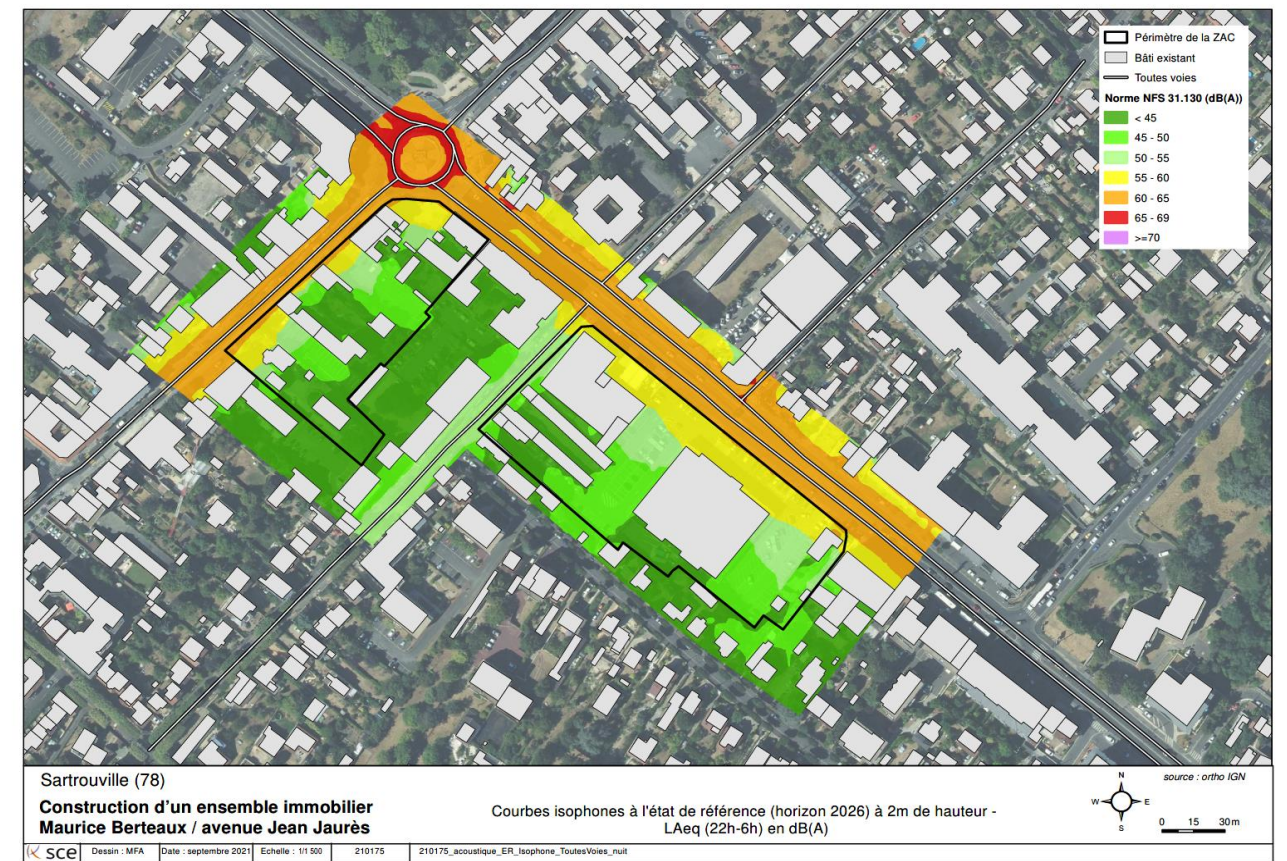 Périmètre de la ZAC
Bâti existant
Toutes voies
Norme NFS 31.130 (dB(A))
< 45
45 - 50
50 - 55
55 - 60
60 - 65
65 - 69
>=70
Sartrouville (78)
Construction d'un ensemble immobilier
Maurice Berteaux / avenue Jean Jaurès
Courbes isophones à l'état de référence (horizon 2026) à 2m de hauteur -
LAeq (22h-6h) en dB(A)
N
W E
S
source : ortho IGN
0 15 30 m
sce
Dessin : MFA
Date : septembre 2021
Echelle : 1/1 500
210175
210175_acoustique_ER_Isophone_ToutesVoies_nuit